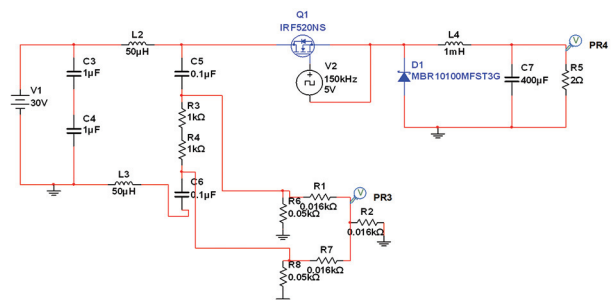 Q1
IRF520NS
L2
50µH
L4
1mH
PR4
V
C3
1µF
C5
0.1µF
V2
150kHz
5V
D1
MBR10100MFST3G
C7
400µF
R5
2Ω
V1
30V
R3
1kΩ
C4
1µF
R4
1kΩ
L3
50µH
C6
0.1µF
R1
0.016kΩ
V
PR3
R6
0.05kΩ
R2
0.016kΩ
R7
0.016kΩ
R8
0.05kΩ